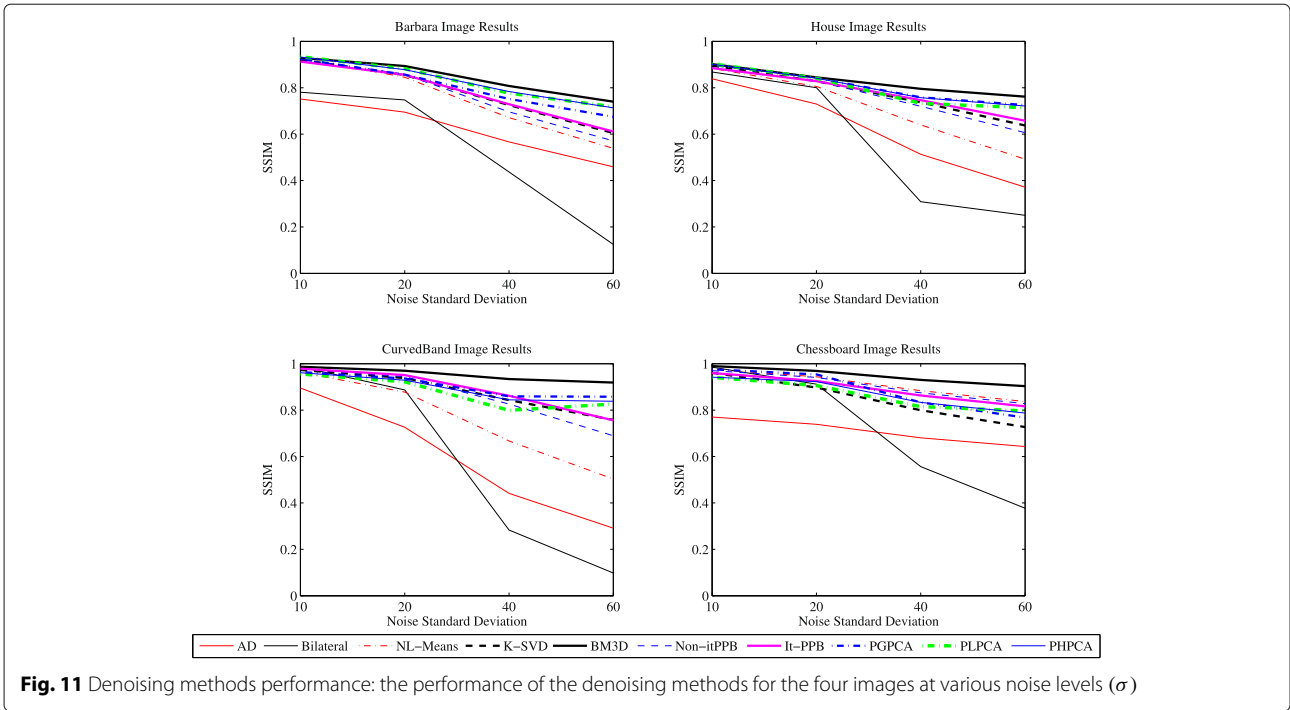 Barbara Image Results
1
0.8
0.6
0.4
0.2
0
SSIM
10 20 40 60
Noise Standard Deviation
House Image Results
1
0.8
0.6
0.4
0.2
0
SSIM
10 20 40 60
Noise Standard Deviation
CurvedBand Image Results
1
0.8
0.6
0.4
0.2
0
SSIM
10 20 40 60
Noise Standard Deviation
Chessboard Image Results
1
0.8
0.6
0.4
0.2
0
SSIM
10 20 40 60
Noise Standard Deviation
AD Bilateral NL−Means K−SVD BM3D Non−itPPB It−PPB PGPCA PLPCA PHPCA
Fig. 11 Denoising methods performance: the performance of the denoising methods for the four images at various noise levels (σ)